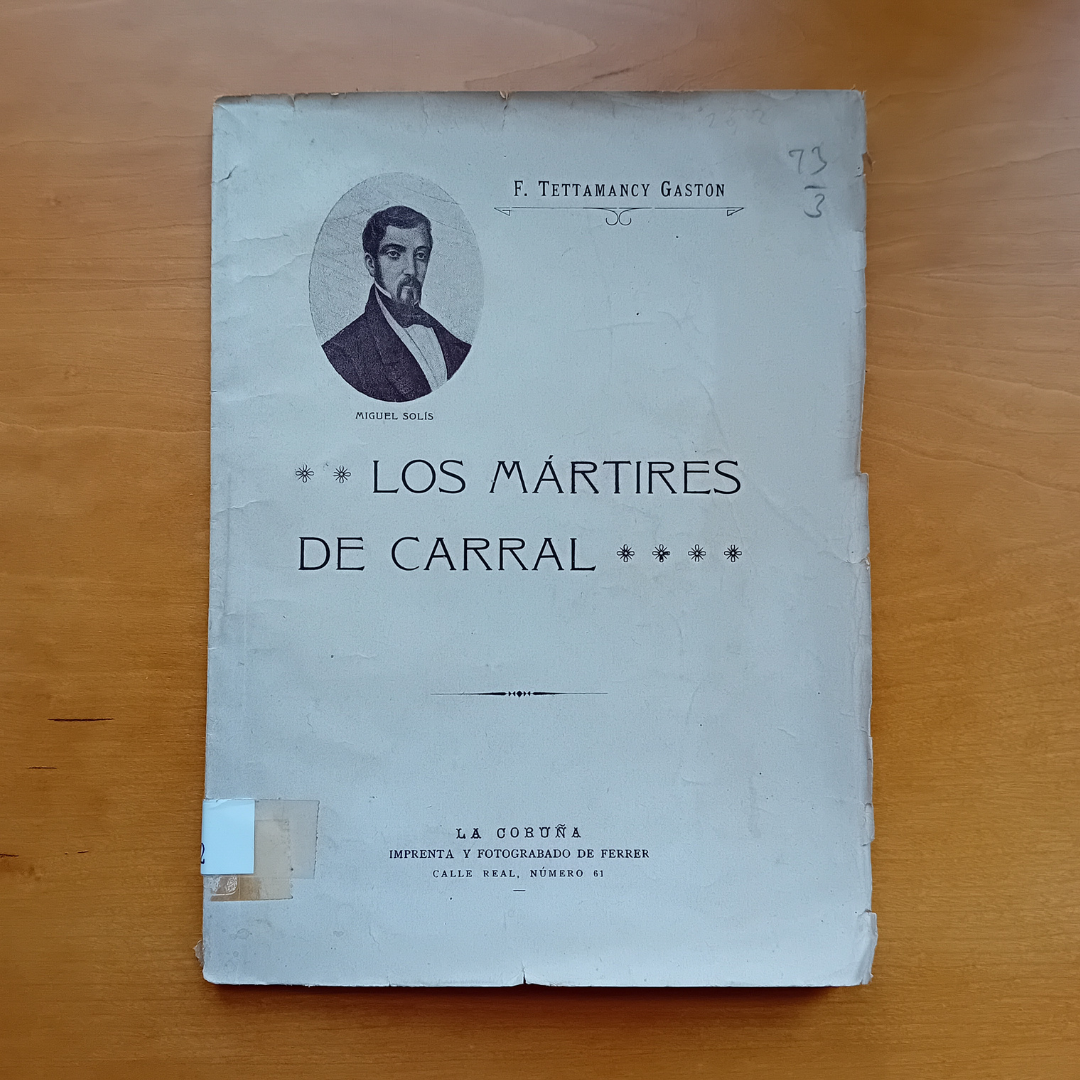 F. TETTAMANCY GASTON
73
3
MIGUEL SOLÍS
LOS MÁRTIRES
DE CARRAL
LA CORUÑA
IMPRENTA Y FOTOGRABADO DE FERRER
CALLE REAL, NÚMERO 61
2